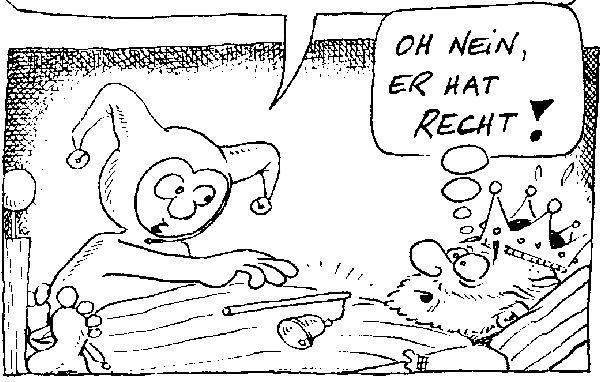 OH NEIN,
ER HAT
RECHT!